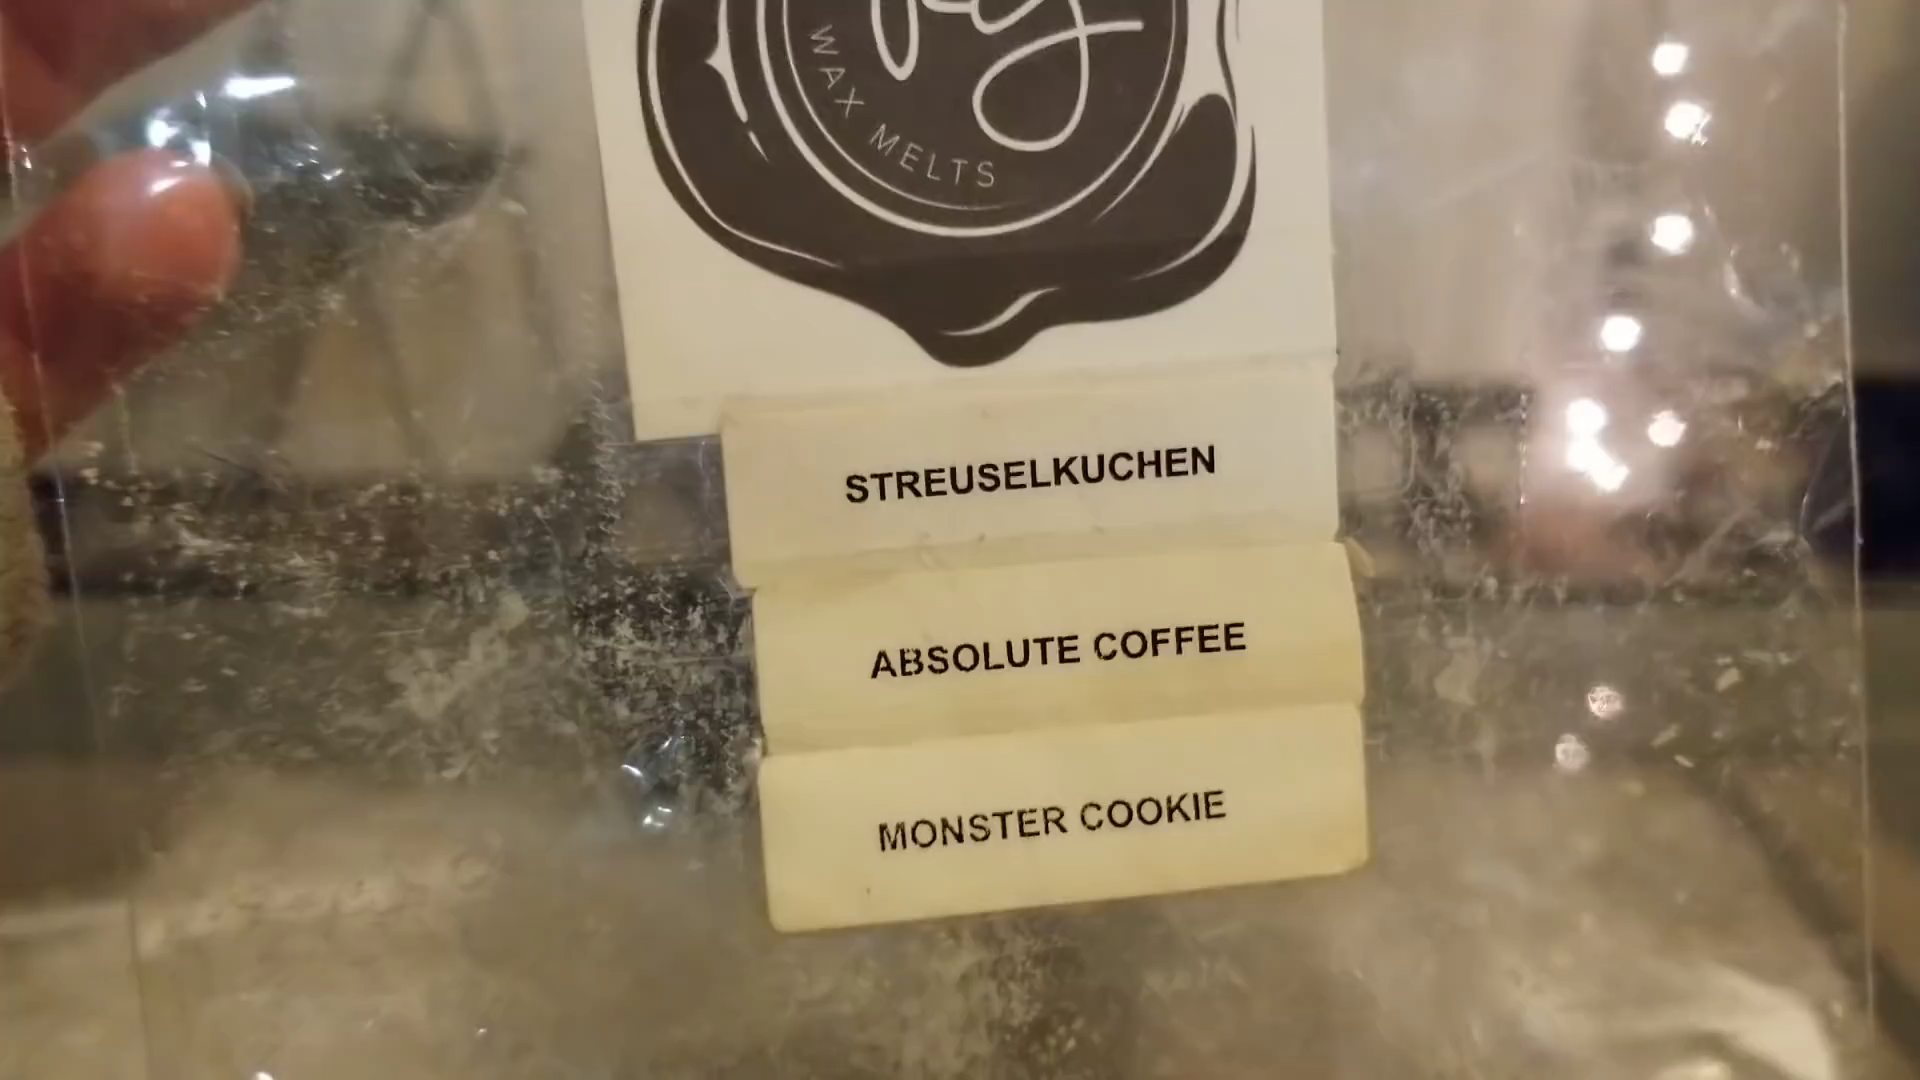 WAX MELTS
STREUSELKUCHEN
ABSOLUTE COFFEE
MONSTER COOKIE